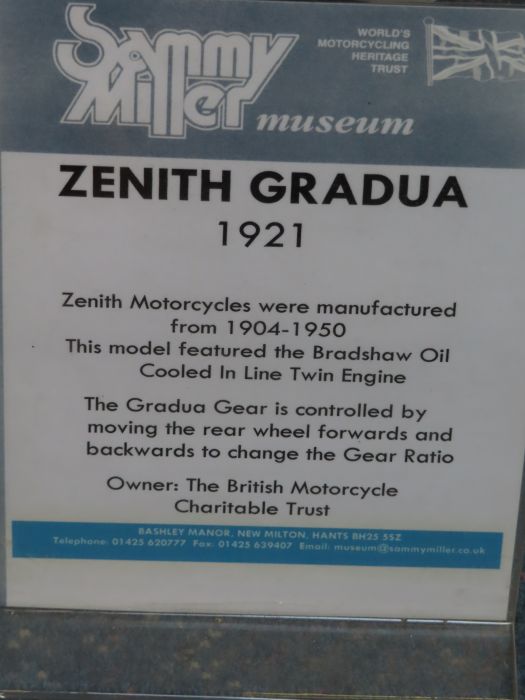 Sammy
Miller
museum
WORLD'S
MOTORCYCLING
HERITAGE
TRUST
ZENITH GRADUA
1921
Zenith Motorcycles were manufactured
from 1904-1950
This model featured the Bradshaw Oil
Cooled In Line Twin Engine
The Gradua Gear is controlled by
moving the rear wheel forwards and
backwards to change the Gear Ratio
Owner: The British Motorcycle
Charitable Trust
BASHLEY MANOR, NEW MILTON, HANTS BH25 5SZ
Telephone: 01425 620777 Fax: 01425 639407 Email: museum@sammymiller.co.uk